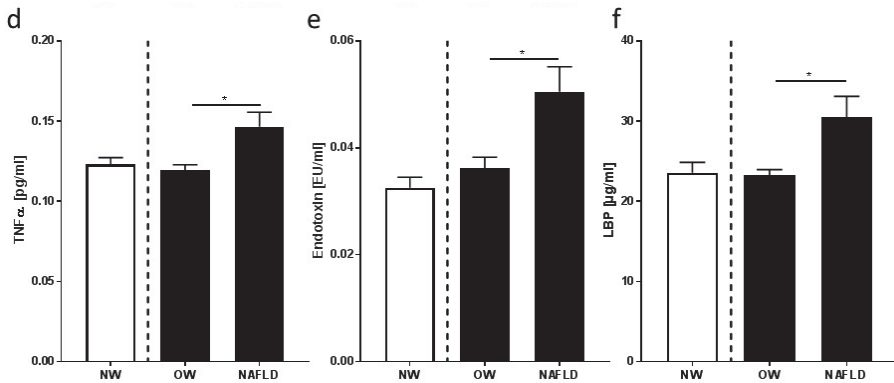 d
TNFα [pg/ml]
0.20
0.15
0.10
0.05
0.00
*
NW
OW
NAFLD
e
Endotoxin [EU/ml]
0.06
0.04
0.02
0.00
*
NW
OW
NAFLD
f
LBP [µg/ml]
40
30
20
10
0
*
NW
OW
NAFLD